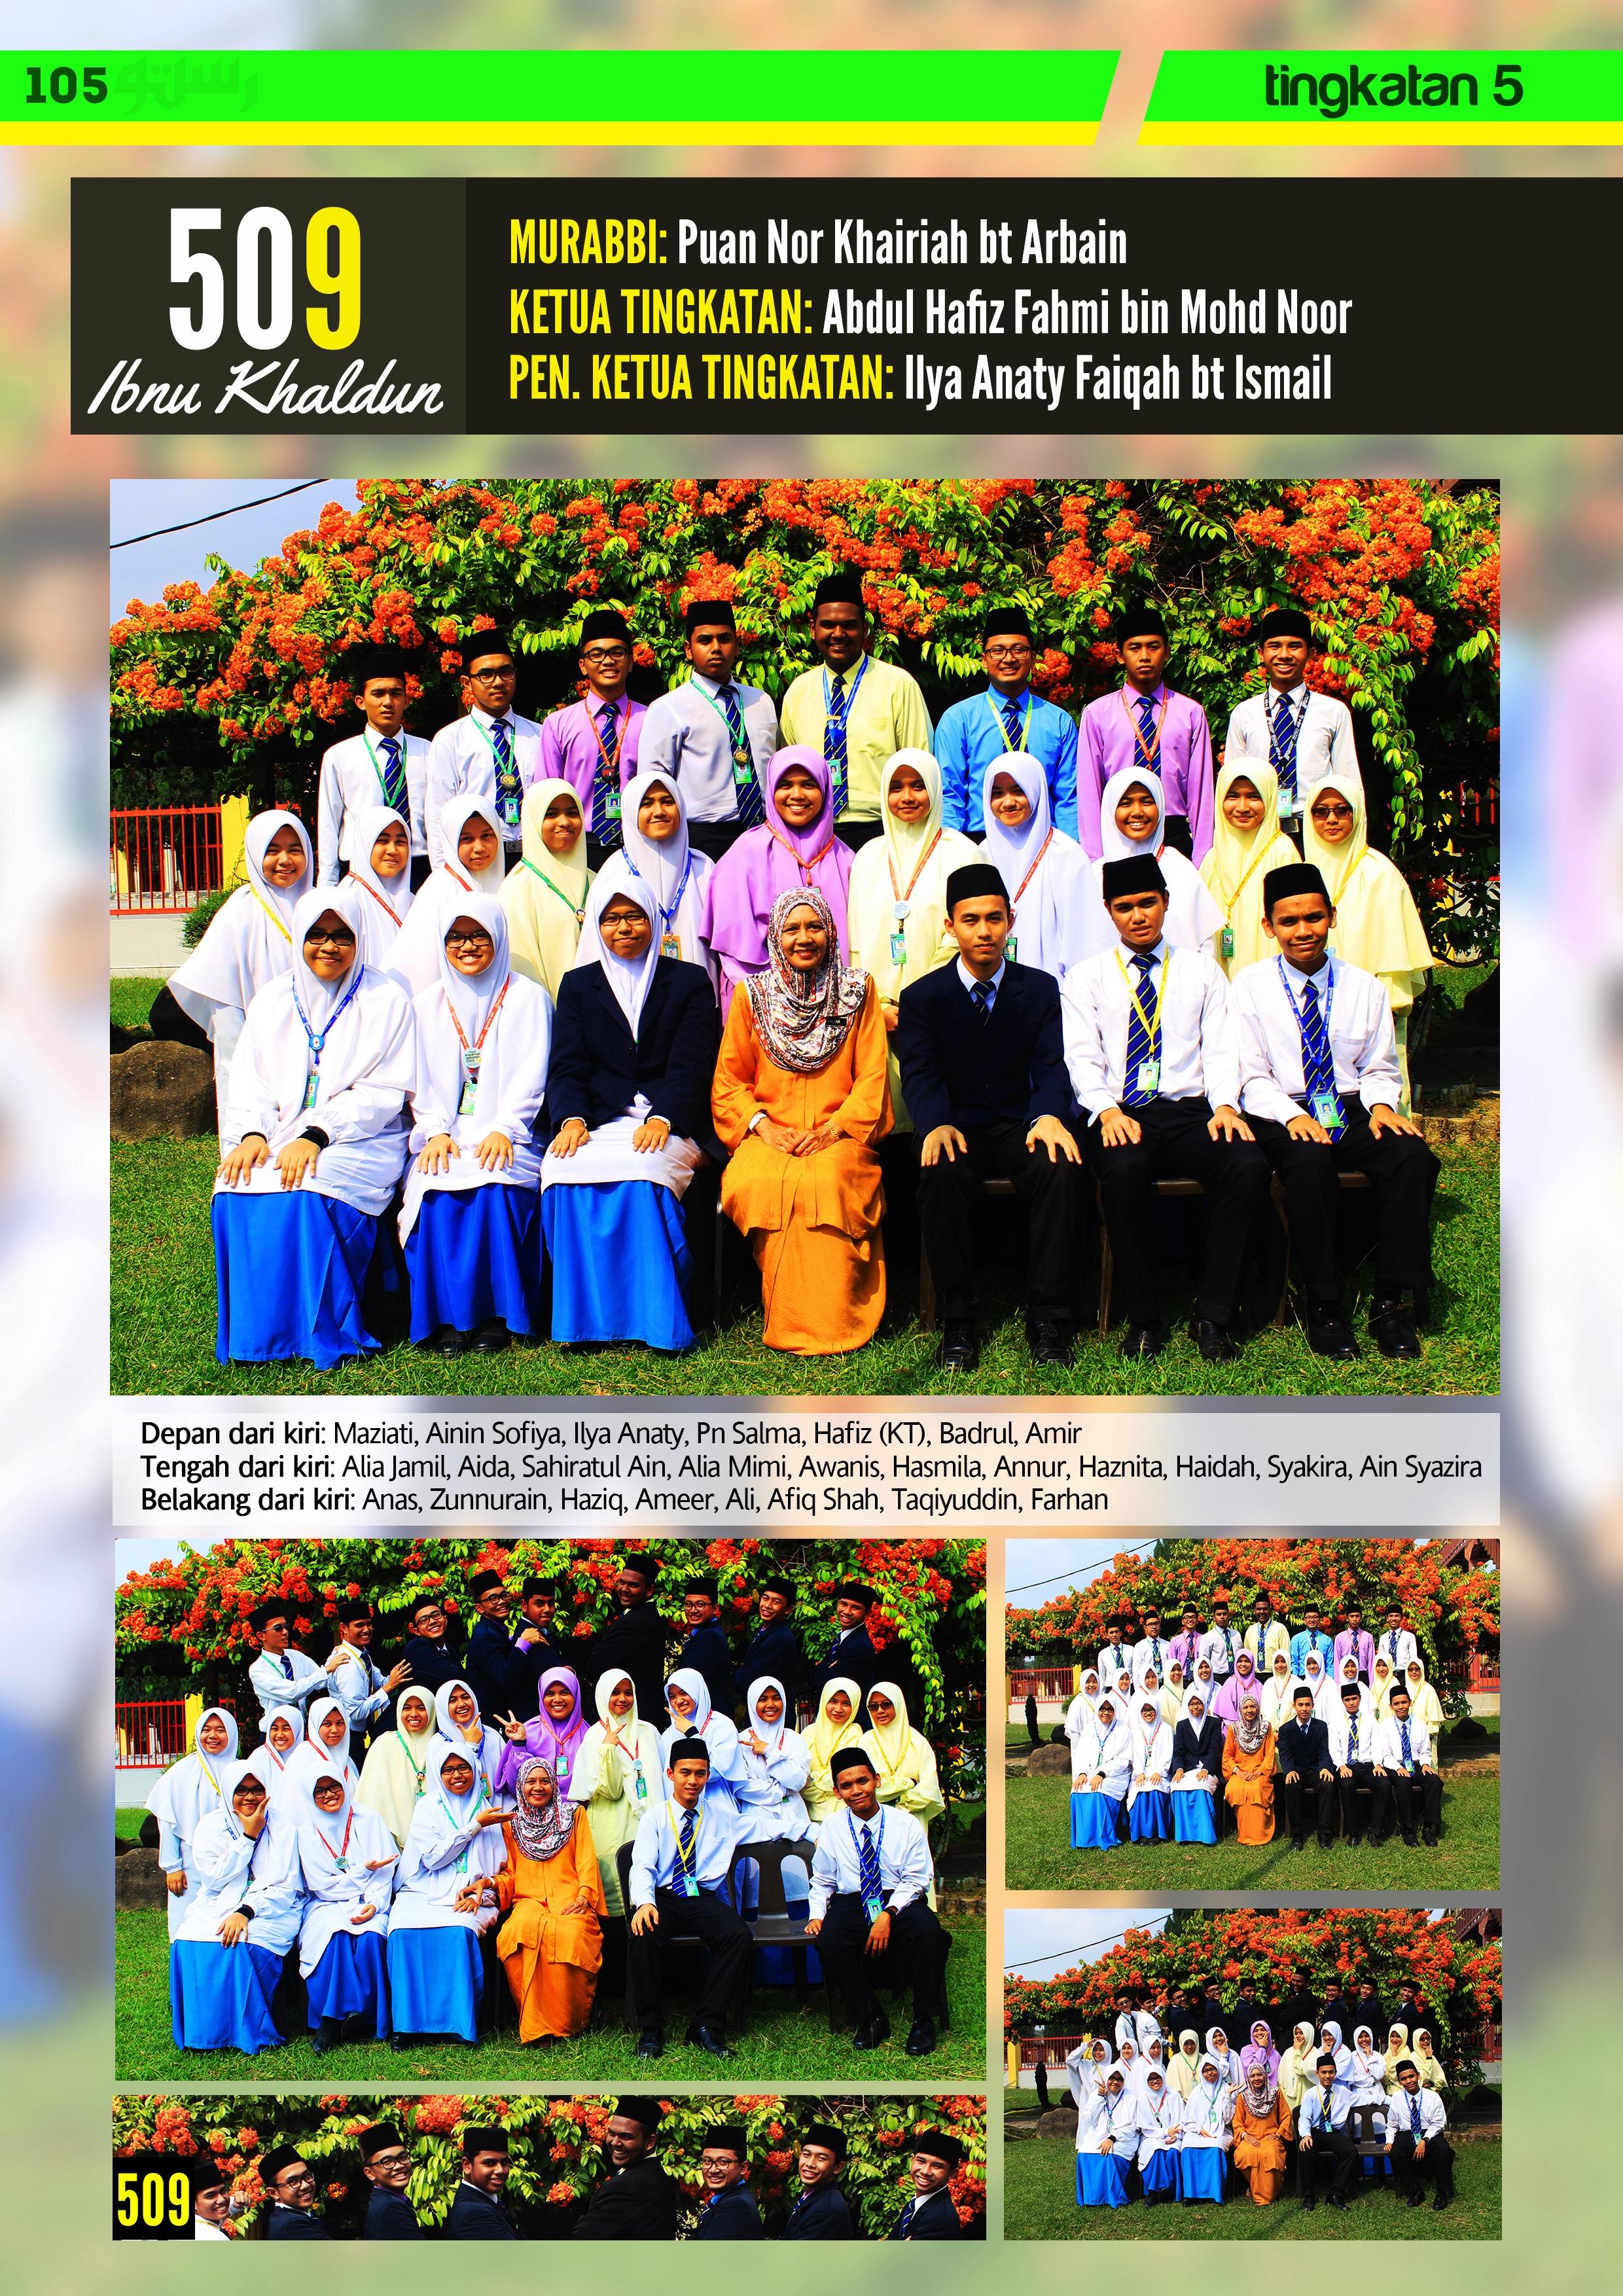 105 رستو
tingkatan 5
509
Ibnu Khaldun
MURABBI: Puan Nor Khairiah bt Arbain
KETUA TINGKATAN: Abdul Hafiz Fahmi bin Mohd Noor
PEN. KETUA TINGKATAN: Ilya Anaty Faiqah bt Ismail
Depan dari kiri: Maziati, Ainin Sofiya, Ilya Anaty, Pn Salma, Hafiz (KT), Badrul, Amir
Tengah dari kiri: Alia Jamil, Aida, Sahiratul Ain, Alia Mimi, Awanis, Hasmila, Annur, Haznita, Haidah, Syakira, Ain Syazira
Belakang dari kiri: Anas, Zunnurain, Haziq, Ameer, Ali, Afiq Shah, Taqiyuddin, Farhan
509